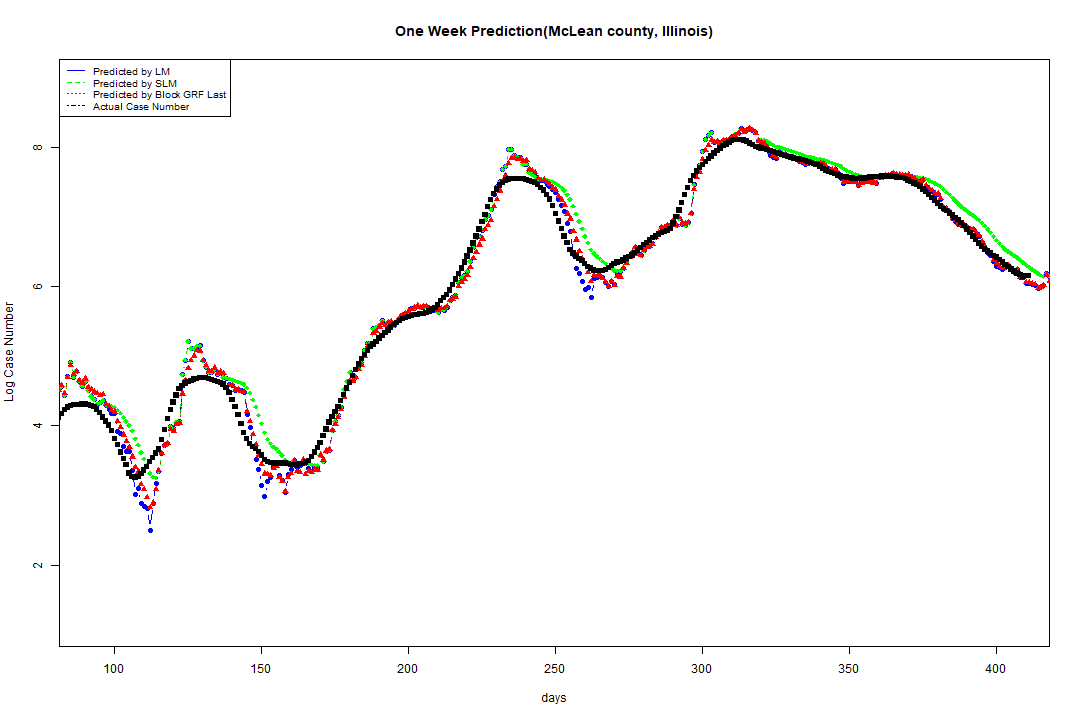 One Week Prediction(McLean county, Illinois)
Predicted by LM
Predicted by SLM
Predicted by Block GRF Last
Actual Case Number
8
6
4
2
Log Case Number
100 150 200 250 300 350 400
days